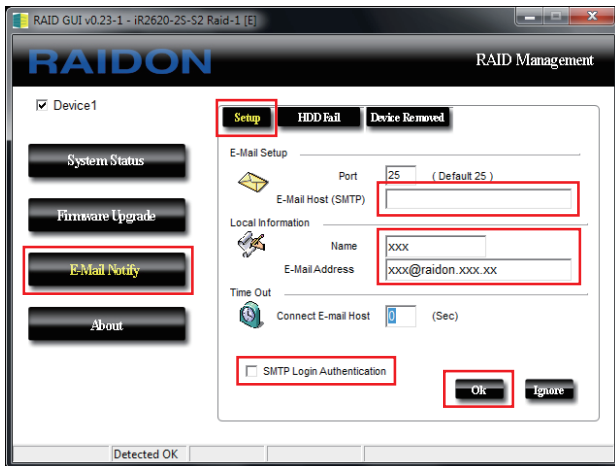 RAID GUI v0.23-1 - iR2620-2S-S2 Raid-1 [E]
RAIDON
RAID Management
Device1
System Status
Firmware Upgrade
E-Mail Notify
About
Setup HDD Fail Device Removed
E-Mail Setup
Port 25 ( Default 25 )
E-Mail Host (SMTP)
Local Information
Name xxx
E-Mail Address xxx@raidon.xxx.xx
Time Out
Connect E-mail Host 0 (Sec)
SMTP Login Authentication
Ok Ignore
Detected OK